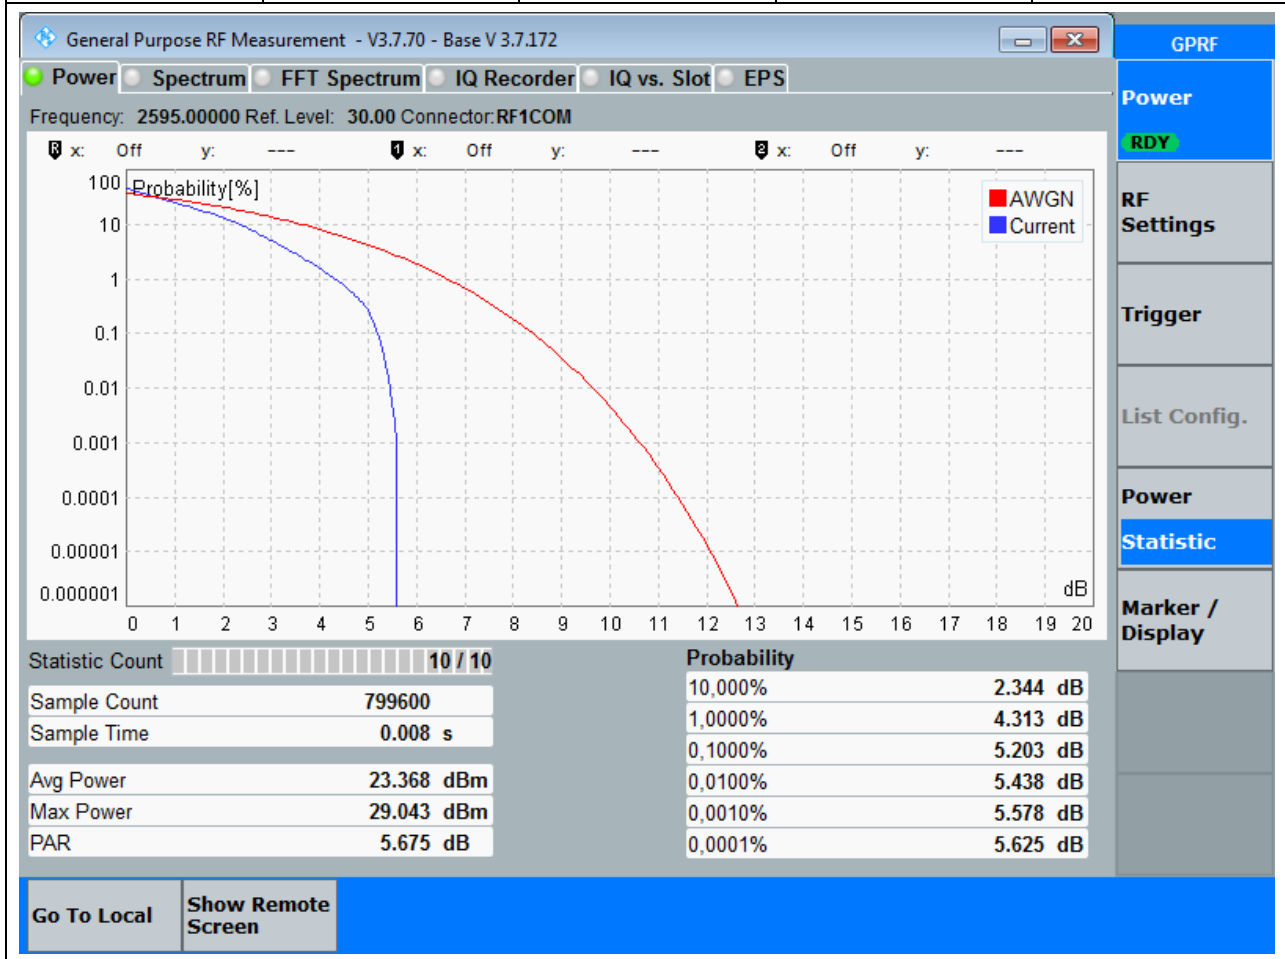 General Purpose RF Measurement - V3.7.70 - Base V 3.7.172
GPRF
Power Spectrum FFT Spectrum IQ Recorder IQ vs. Slot EPS
Frequency: 2595.00000 Ref. Level: 30.00 Connector: RF1COM
R x: Off y: --- 1 x: Off y: --- 2 x: Off y: ---
Probability[%]
100
10
1
0.1
0.01
0.001
0.0001
0.00001
0.000001
AWGN
Current
dB
0 1 2 3 4 5 6 7 8 9 10 11 12 13 14 15 16 17 18 19 20
Statistic Count 10 / 10
Sample Count 799600
Sample Time 0.008 s
Avg Power 23.368 dBm
Max Power 29.043 dBm
PAR 5.675 dB
Probability
10,000% 2.344 dB
1,0000% 4.313 dB
0,1000% 5.203 dB
0,0100% 5.438 dB
0,0010% 5.578 dB
0,0001% 5.625 dB
Power
RDY
RF
Settings
Trigger
List Config.
Power
Statistic
Marker /
Display
Go To Local
Show Remote
Screen